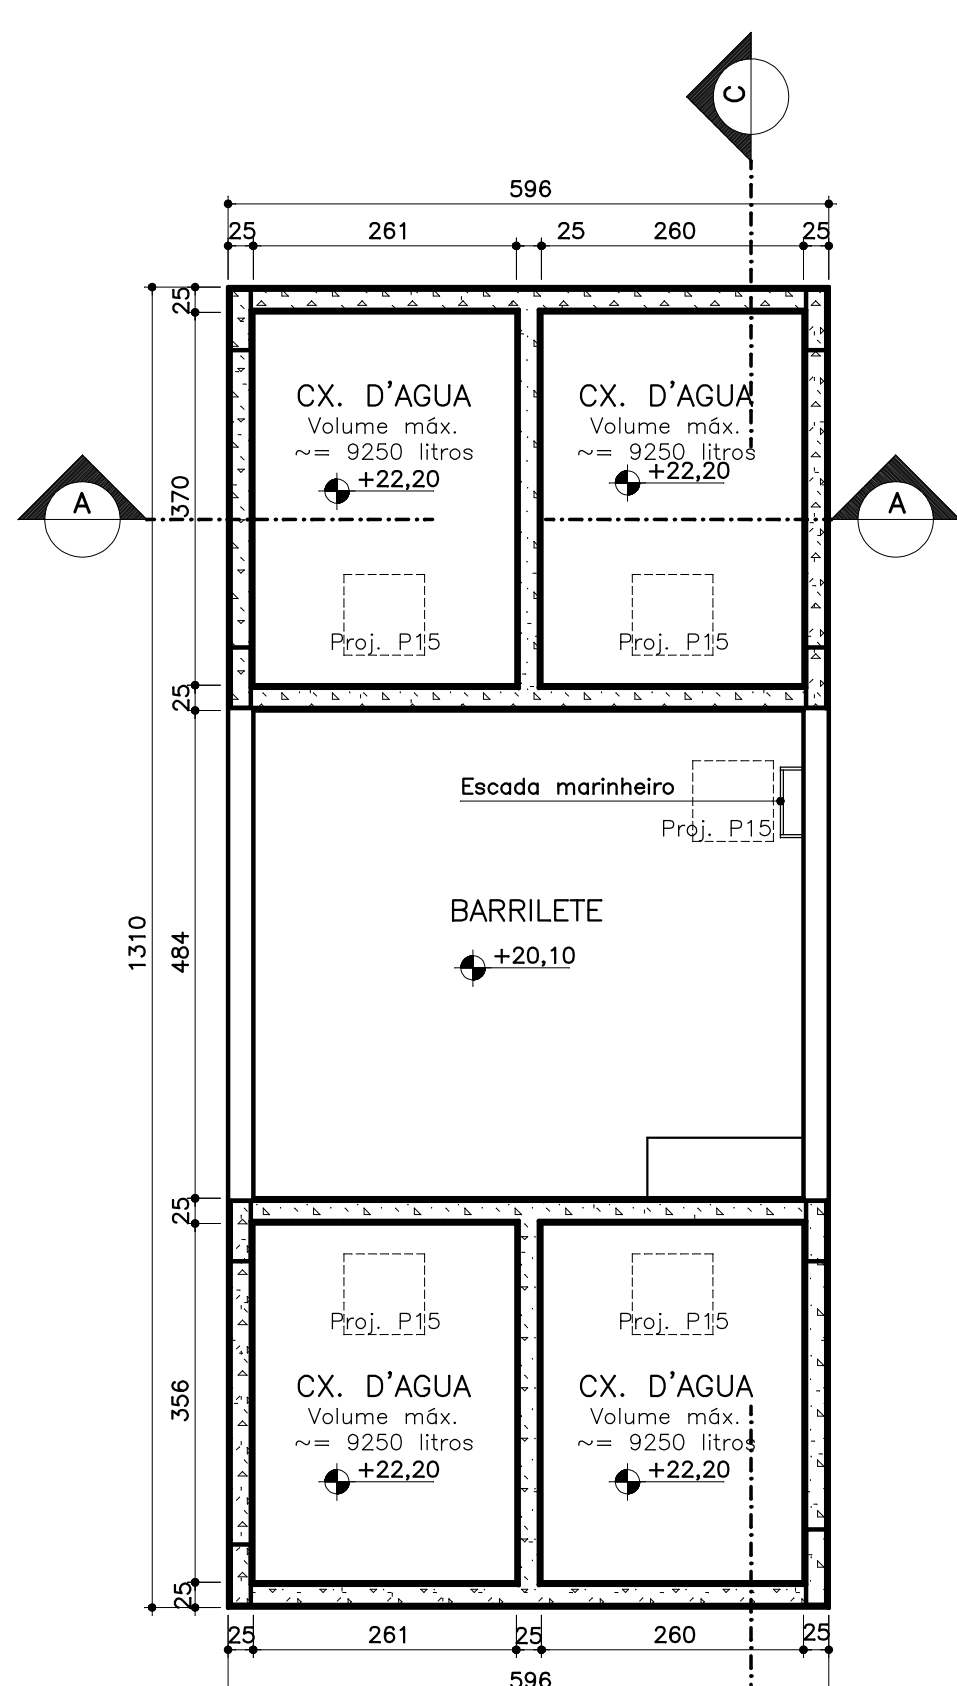 C
596
25 261 25 260 25
25
CX. D'AGUA
Volume máx.
~= 9250 litros
+22,20
CX. D'AGUA
Volume máx.
~= 9250 litros
+22,20
370
A
A
Proj. P15
Proj. P15
25
Escada marinheiro
Proj. P15
BARRILETE
+20,10
1310
484
25
Proj. P15
Proj. P15
CX. D'AGUA
Volume máx.
~= 9250 litros
+22,20
CX. D'AGUA
Volume máx.
~= 9250 litros
+22,20
356
25
25 261 25 260 25
596